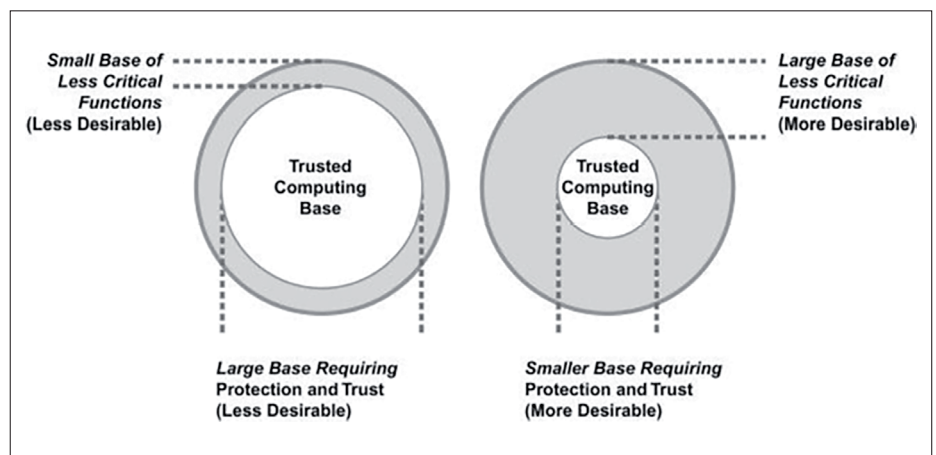 Small Base of
Less Critical
Functions
(Less Desirable)
Trusted
Computing
Base
Large Base Requiring
Protection and Trust
(Less Desirable)
Trusted
Computing
Base
Large Base of
Less Critical
Functions
(More Desirable)
Smaller Base Requiring
Protection and Trust
(More Desirable)